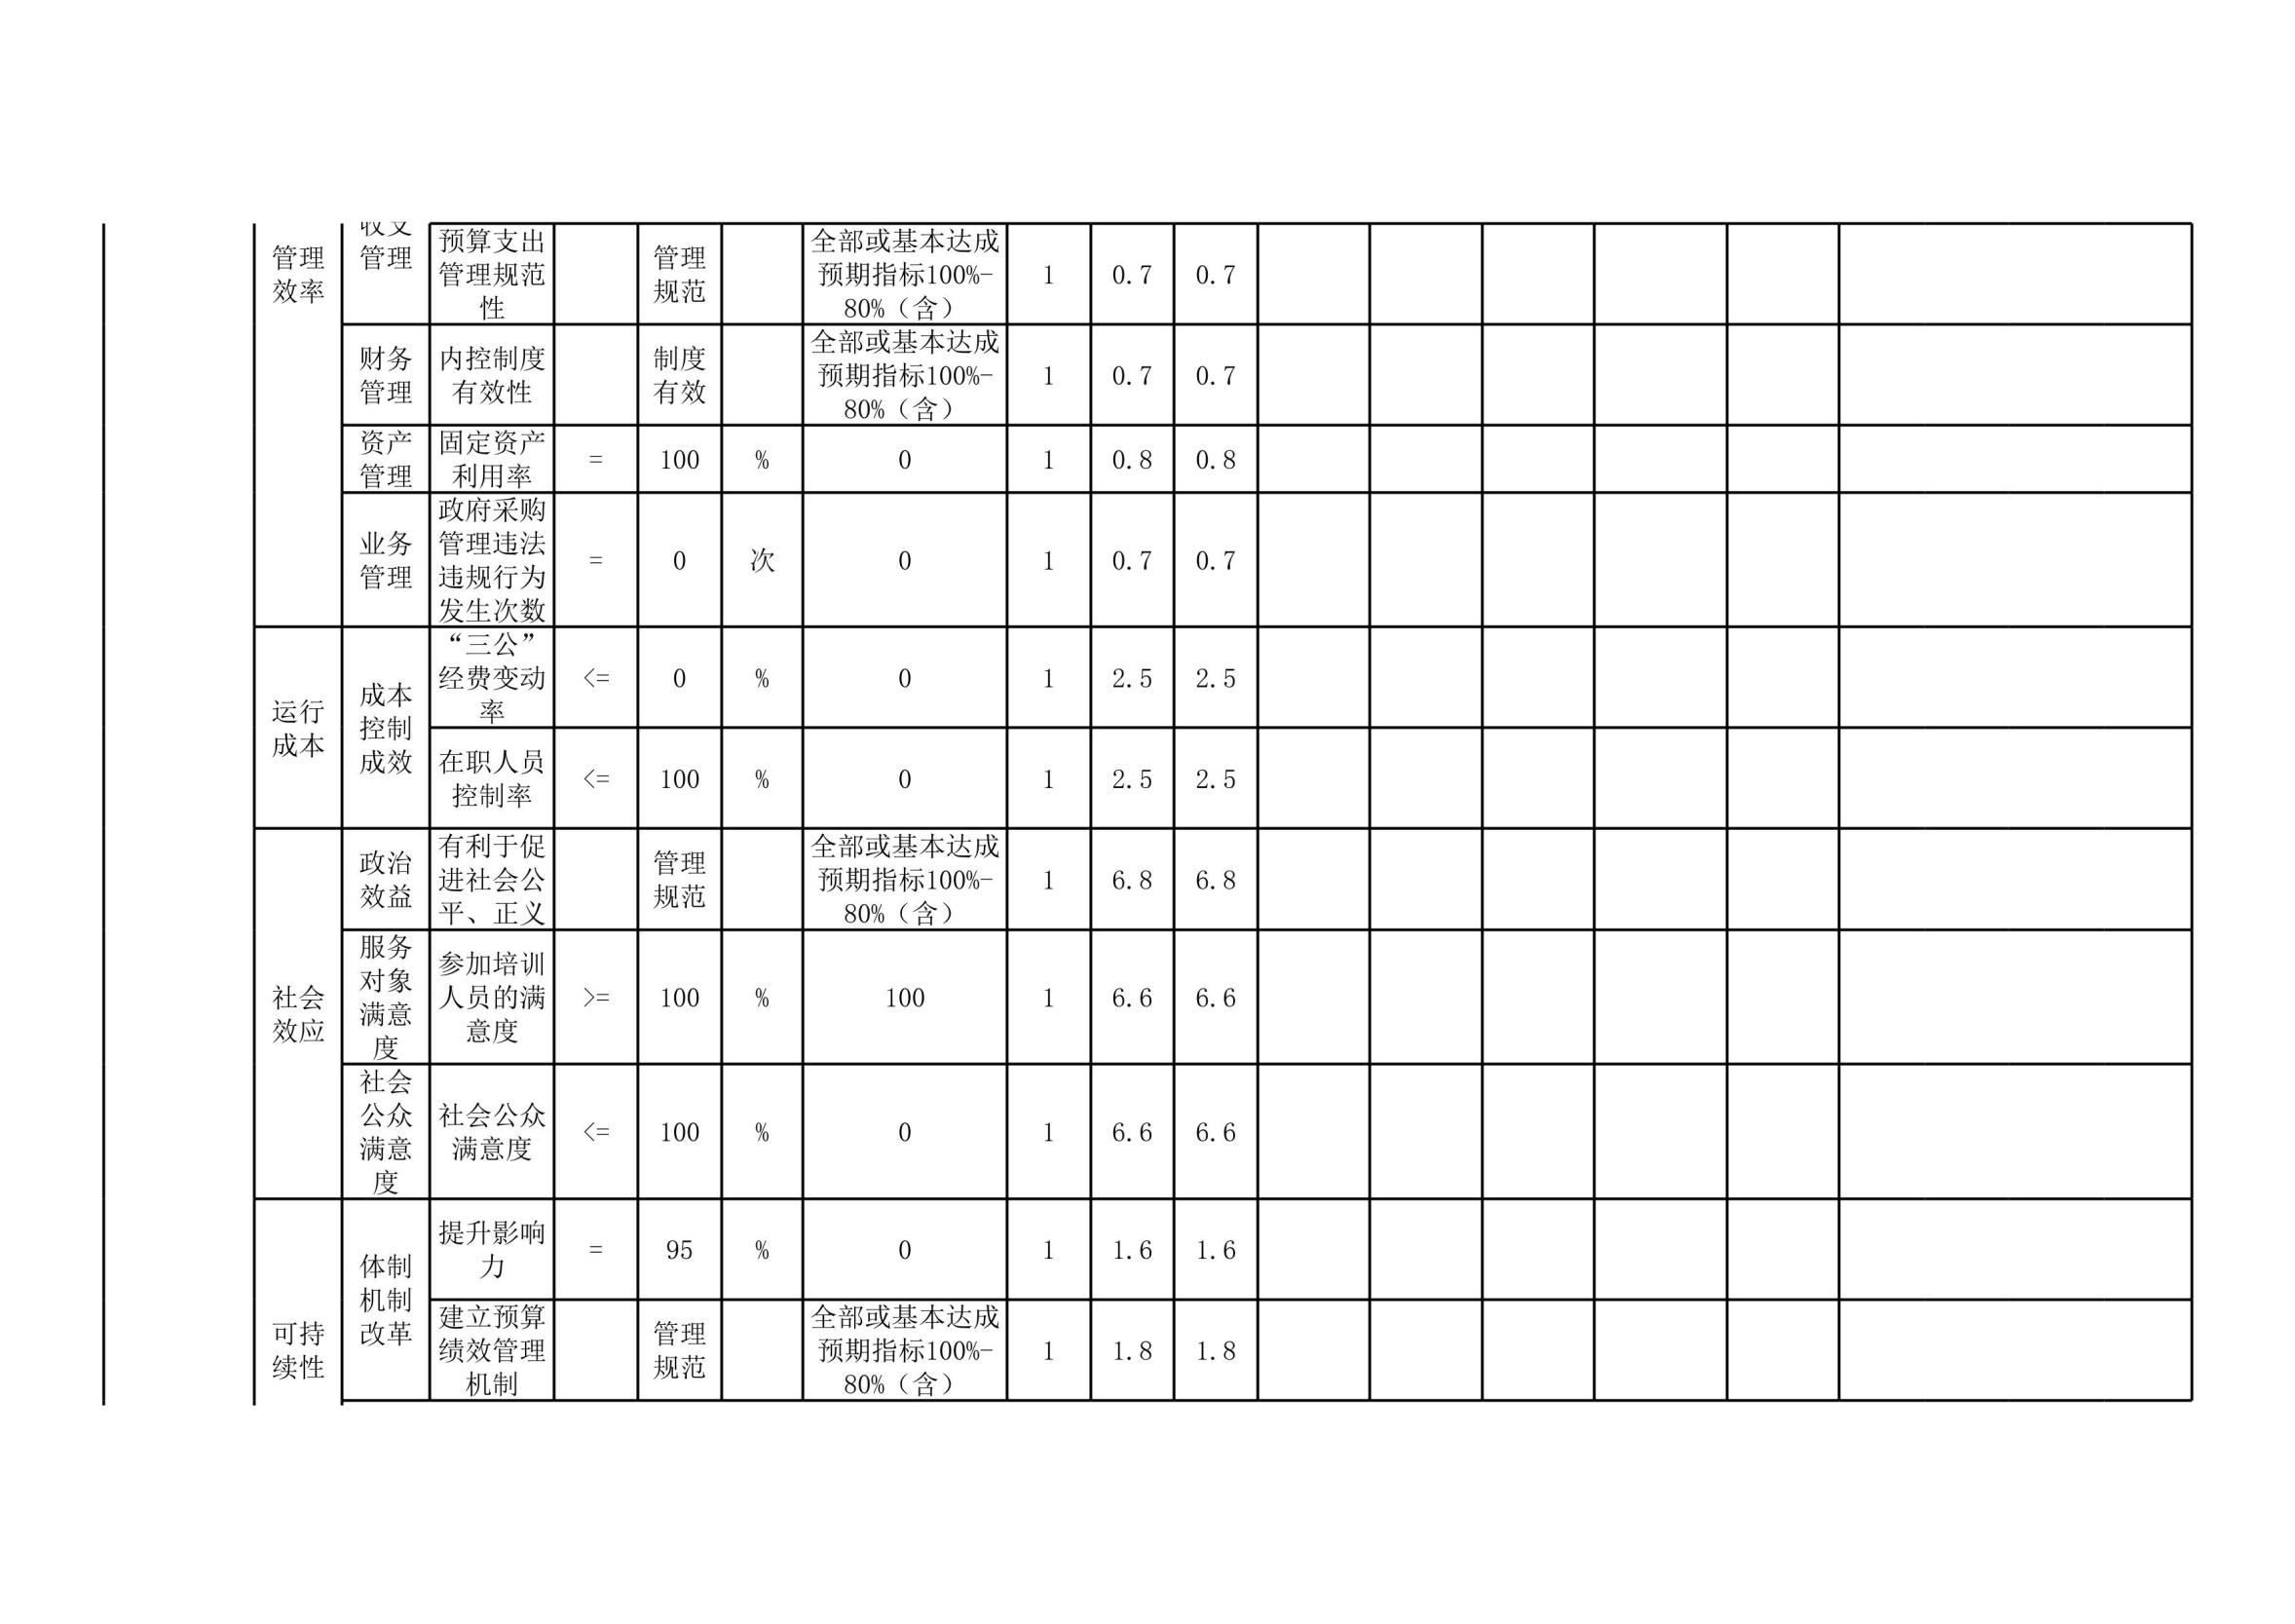 管理
效率
收支
管理
预算支出
管理规范
性
管理
规范
全部或基本达成
预期指标100%-
80%（含）
1
0.7
0.7
财务
管理
内控制度
有效性
制度
有效
全部或基本达成
预期指标100%-
80%（含）
1
0.7
0.7
资产
管理
固定资产
利用率
=
100
%
0
1
0.8
0.8
业务
管理
政府采购
管理违法
违规行为
发生次数
=
0
次
0
1
0.7
0.7
运行
成本
成本
控制
成效
“三公”
经费变动
率
<=
0
%
0
1
2.5
2.5
在职人员
控制率
<=
100
%
0
1
2.5
2.5
社会
效应
政治
效益
有利于促
进社会公
平、正义
管理
规范
全部或基本达成
预期指标100%-
80%（含）
1
6.8
6.8
服务
对象
满意
度
参加培训
人员的满
意度
>=
100
%
100
1
6.6
6.6
社会
公众
满意
度
社会公众
满意度
<=
100
%
0
1
6.6
6.6
可持
续性
体制
机制
改革
提升影响
力
=
95
%
0
1
1.6
1.6
建立预算
绩效管理
机制
管理
规范
全部或基本达成
预期指标100%-
80%（含）
1
1.8
1.8